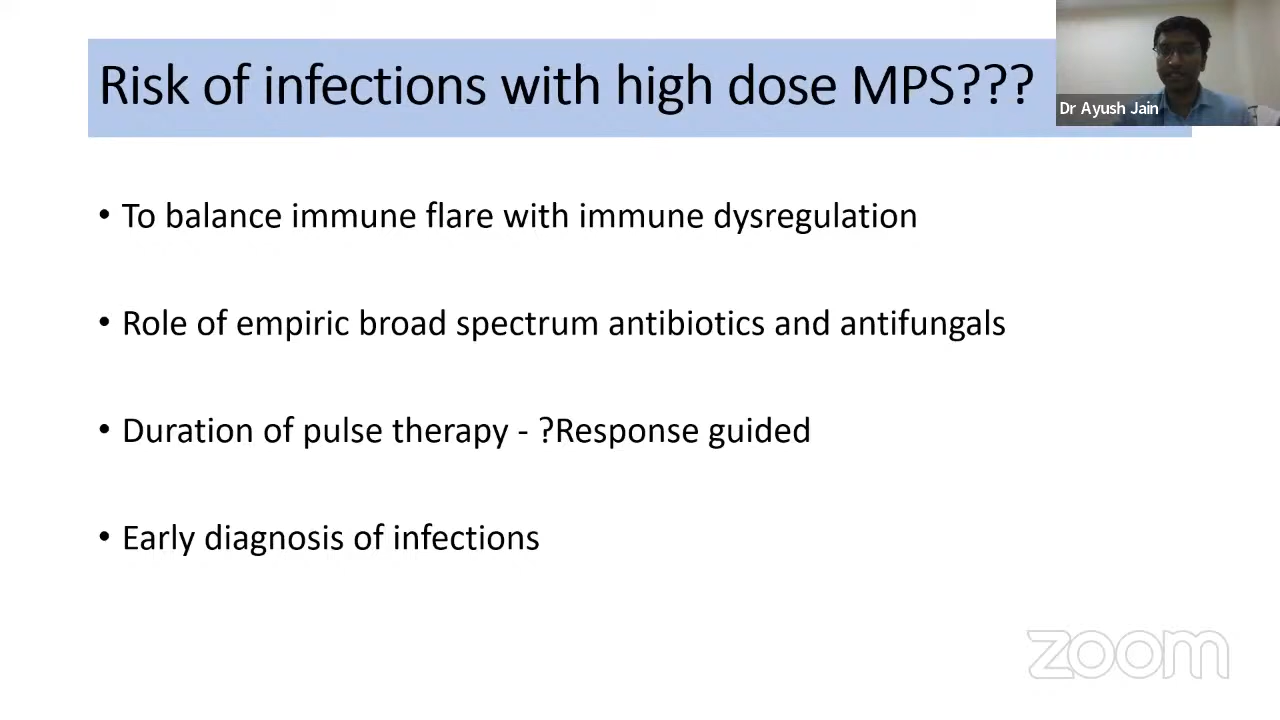 Risk of infections with high dose MPS???
Dr Ayush Jain
• To balance immune flare with immune dysregulation
• Role of empiric broad spectrum antibiotics and antifungals
• Duration of pulse therapy - ?Response guided
• Early diagnosis of infections
zoom